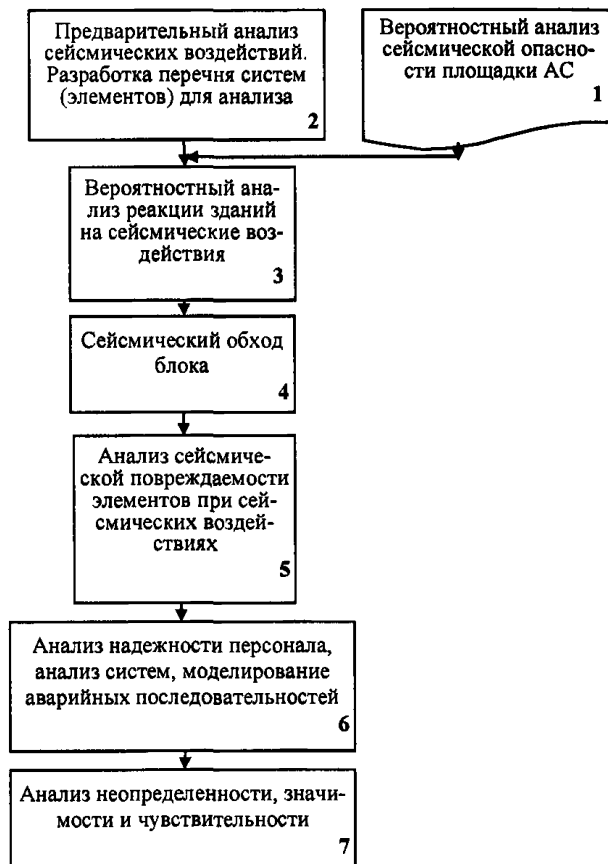 Предварительный анализ
сейсмических воздействий.
Разработка перечня систем
(элементов) для анализа
2
Вероятностный анализ
сейсмической опасно-
сти площадки АС
1
Вероятностный ана-
лиз реакции зданий
на сейсмические воз-
действия
3
Сейсмический обход
блока
4
Анализ сейсмиче-
ской повреждаемости
элементов при сей-
смических воздей-
ствиях
5
Анализ надежности персонала,
анализ систем, моделирование
аварийных последовательностей
6
Анализ неопределенности, значи-
мости и чувствительности
7